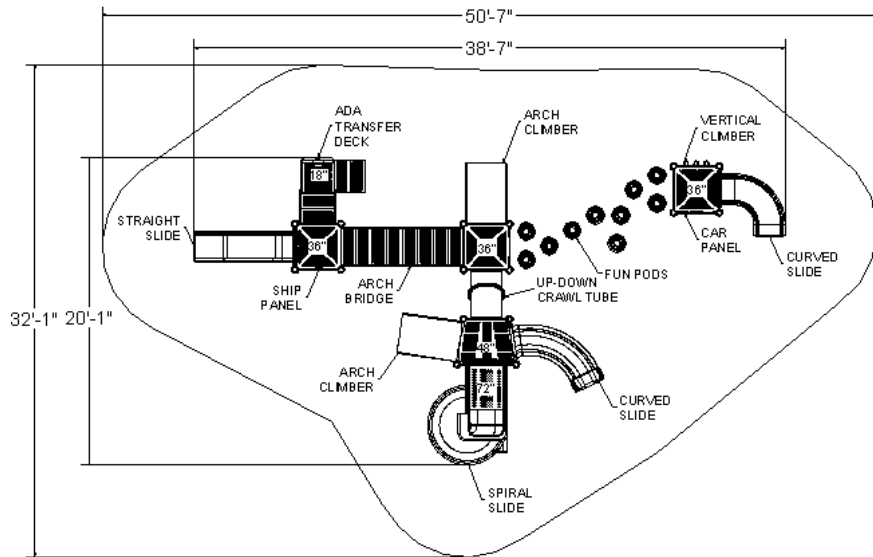 50'-7"
38'-7"
ADA
TRANSFER
DECK
ARCH
CLIMBER
VERTICAL
CLIMBER
18"
36"
STRAIGHT
SLIDE
36"
36"
CAR
PANEL
SHIP
PANEL
ARCH
BRIDGE
FUN PODS
CURVED
SLIDE
UP-DOWN
CRAWL TUBE
32'-1"
20'-1"
48"
ARCH
CLIMBER
72"
CURVED
SLIDE
SPIRAL
SLIDE